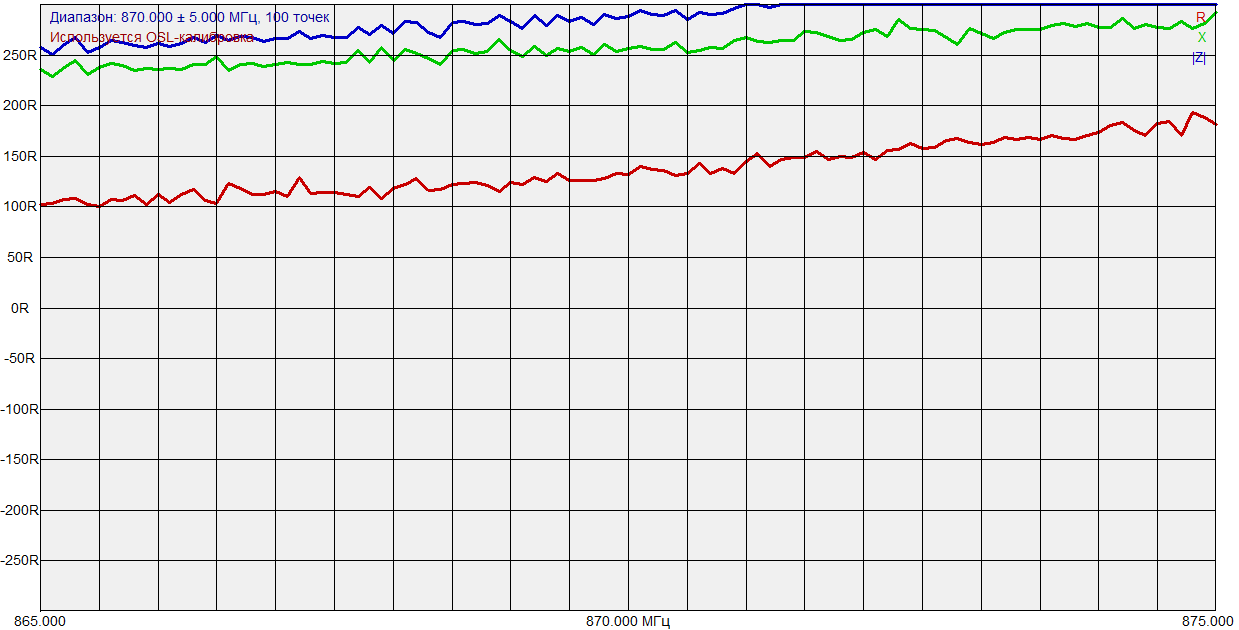 Диапазон: 870.000 ± 5.000 МГц, 100 точек
R
Используется OSL-калибровка
X
250R
|Z|
200R
150R
100R
50R
0R
-50R
-100R
-150R
-200R
-250R
865.000
870.000 МГц
875.000